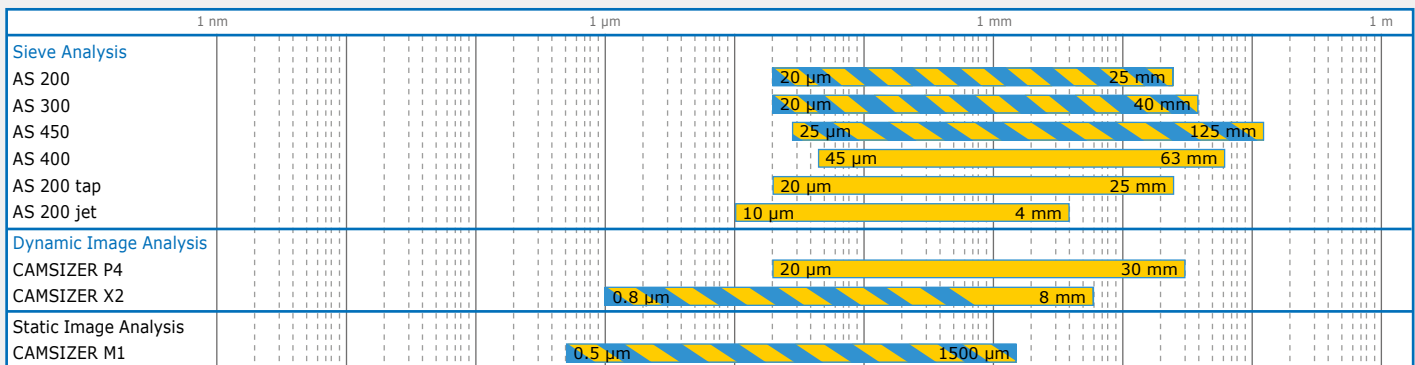 1 nm 1 µm 1 mm 1 m
Sieve Analysis
AS 200 20 µm 25 mm
AS 300 20 µm 40 mm
AS 450 25 µm 125 mm
AS 400 45 µm 63 mm
AS 200 tap 20 µm 25 mm
AS 200 jet 10 µm 4 mm
Dynamic Image Analysis
CAMSIZER P4 20 µm 30 mm
CAMSIZER X2 0.8 µm 8 mm
Static Image Analysis
CAMSIZER M1 0.5 µm 1500 µm